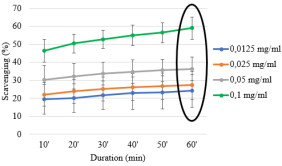 Scavenging (%)
70
60
50
40
30
20
10
0
10' 20' 30' 40' 50' 60'
Duration (min)
0,0125 mg/ml
0,025 mg/ml
0,05 mg/ml
0,1 mg/ml